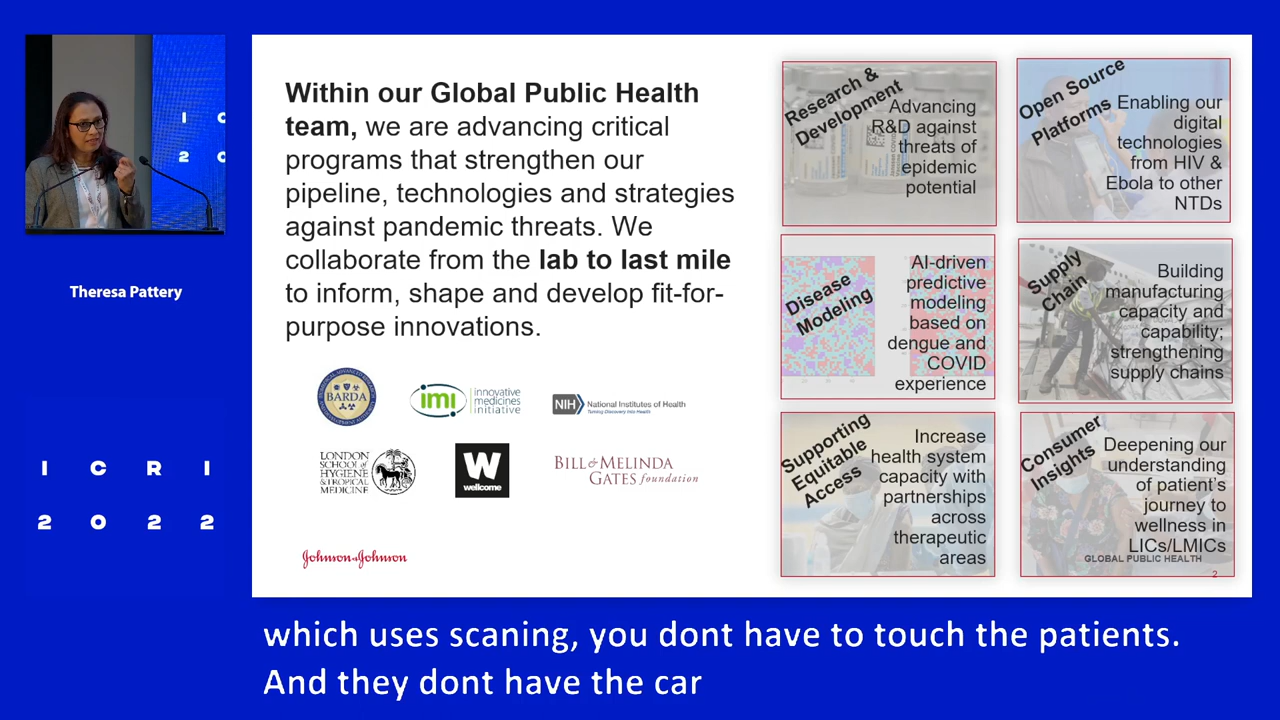 I C
2 0
Theresa Pattery
I C R I
2 0 2 2
Within our Global Public Health
team, we are advancing critical
programs that strengthen our
pipeline, technologies and strategies
against pandemic threats. We
collaborate from the lab to last mile
to inform, shape and develop fit-for-
purpose innovations.
BARDA
imi innovative
medicines
initiative
NIH National Institutes of Health
Turning Discovery Into Health
LONDON
SCHOOL of
HYGIENE
&TROPICAL
MEDICINE
W
wellcome
BILL & MELINDA
GATES foundation
Johnson & Johnson
Research &
Development
Advancing
R&D against
threats of
epidemic
potential
Open Source
Platforms
Enabling our
digital
technologies
from HIV &
Ebola to other
NTDs
Disease
Modeling
AI-driven
predictive
modeling
based on
dengue and
COVID
experience
Supply
Chain
Building
manufacturing
capacity and
capability;
strengthening
supply chains
Supporting
Equitable
Access
Increase
health system
capacity with
partnerships
across
therapeutic
areas
Consumer
Insights
Deepening our
understanding
of patient's
journey to
wellness in
LICs/LMICs
GLOBAL PUBLIC HEALTH
2
which uses scaning, you dont have to touch the patients.
And they dont have the car